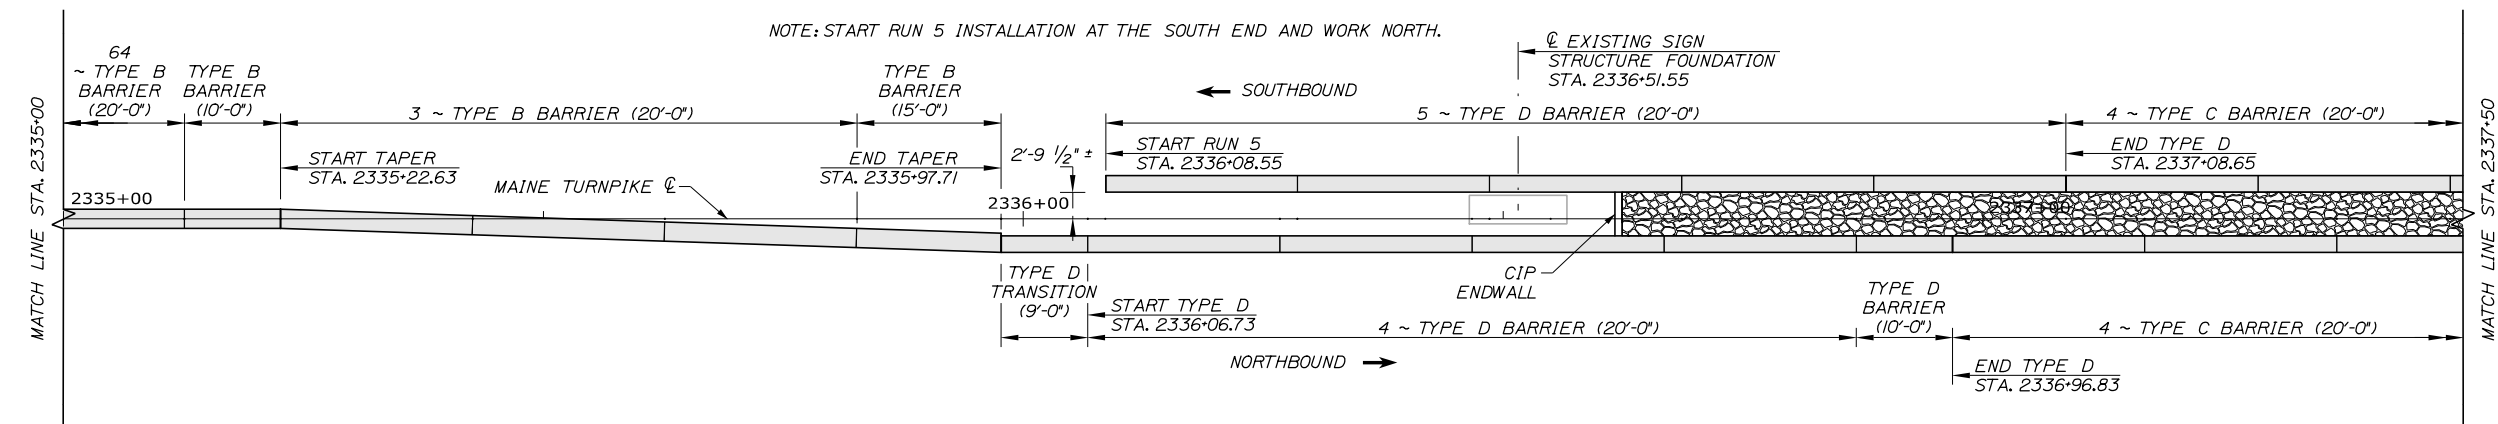 NOTE: START RUN 5 INSTALLATION AT THE SOUTH END AND WORK NORTH.
℄ EXISTING SIGN
STRUCTURE FOUNDATION
STA. 2336+51.55
64
~ TYPE B
BARRIER
(20'-0")
TYPE B
BARRIER
(10'-0")
3 ~ TYPE B BARRIER (20'-0")
TYPE B
BARRIER
(15'-0")
SOUTHBOUND
5 ~ TYPE D BARRIER (20'-0")
4 ~ TYPE C BARRIER (20'-0")
START TAPER
STA. 2335+22.63
END TAPER
STA. 2335+97.71
2'-9 1/2" ±
START RUN 5
STA. 2336+08.55
END TYPE D
STA. 2337+08.65
MATCH LINE STA. 2335+00
2335+00
MAINE TURNPIKE ℄
2336+00
2337+00
MATCH LINE STA. 2337+50
TYPE D
TRANSITION
(9'-0")
START TYPE D
STA. 2336+06.73
CIP
ENDWALL
4 ~ TYPE D BARRIER (20'-0")
TYPE D
BARRIER
(10'-0")
4 ~ TYPE C BARRIER (20'-0")
NORTHBOUND
END TYPE D
STA. 2336+96.83